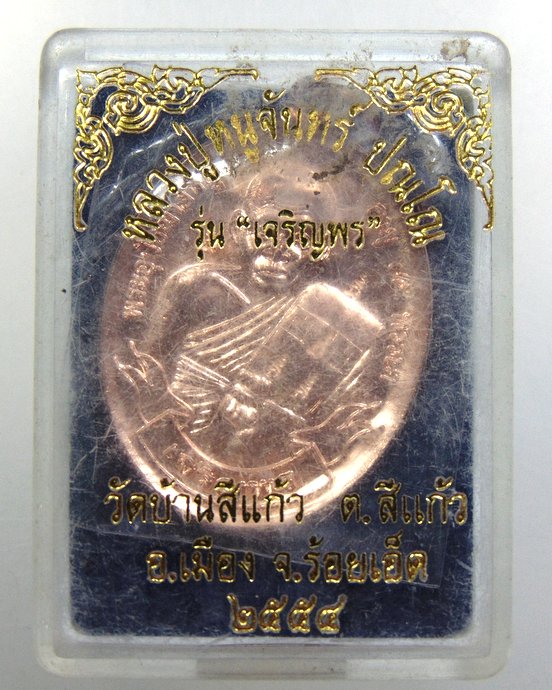 หลวงปู่หนูจันทร์ ปณฺโณ
รุ่น “เจริญพร”
วัดบ้านสีแก้ว ต.สีแก้ว
อ.เมือง จ.ร้อยเอ็ด
๒๕๕๔